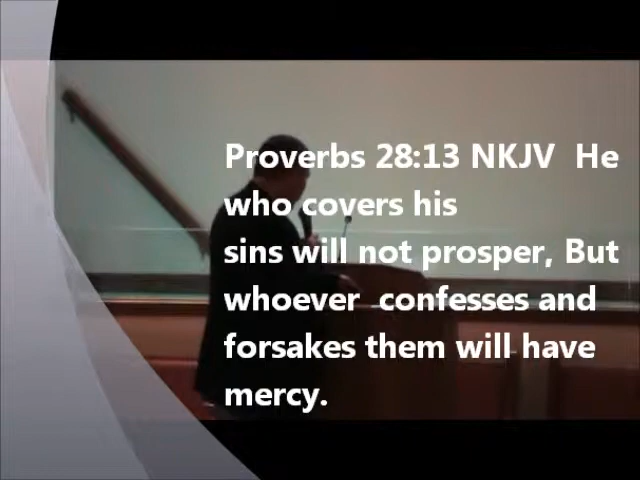 Proverbs 28:13 NKJV  He
who covers his
sins will not prosper, But
whoever  confesses and
forsakes them will have
mercy.